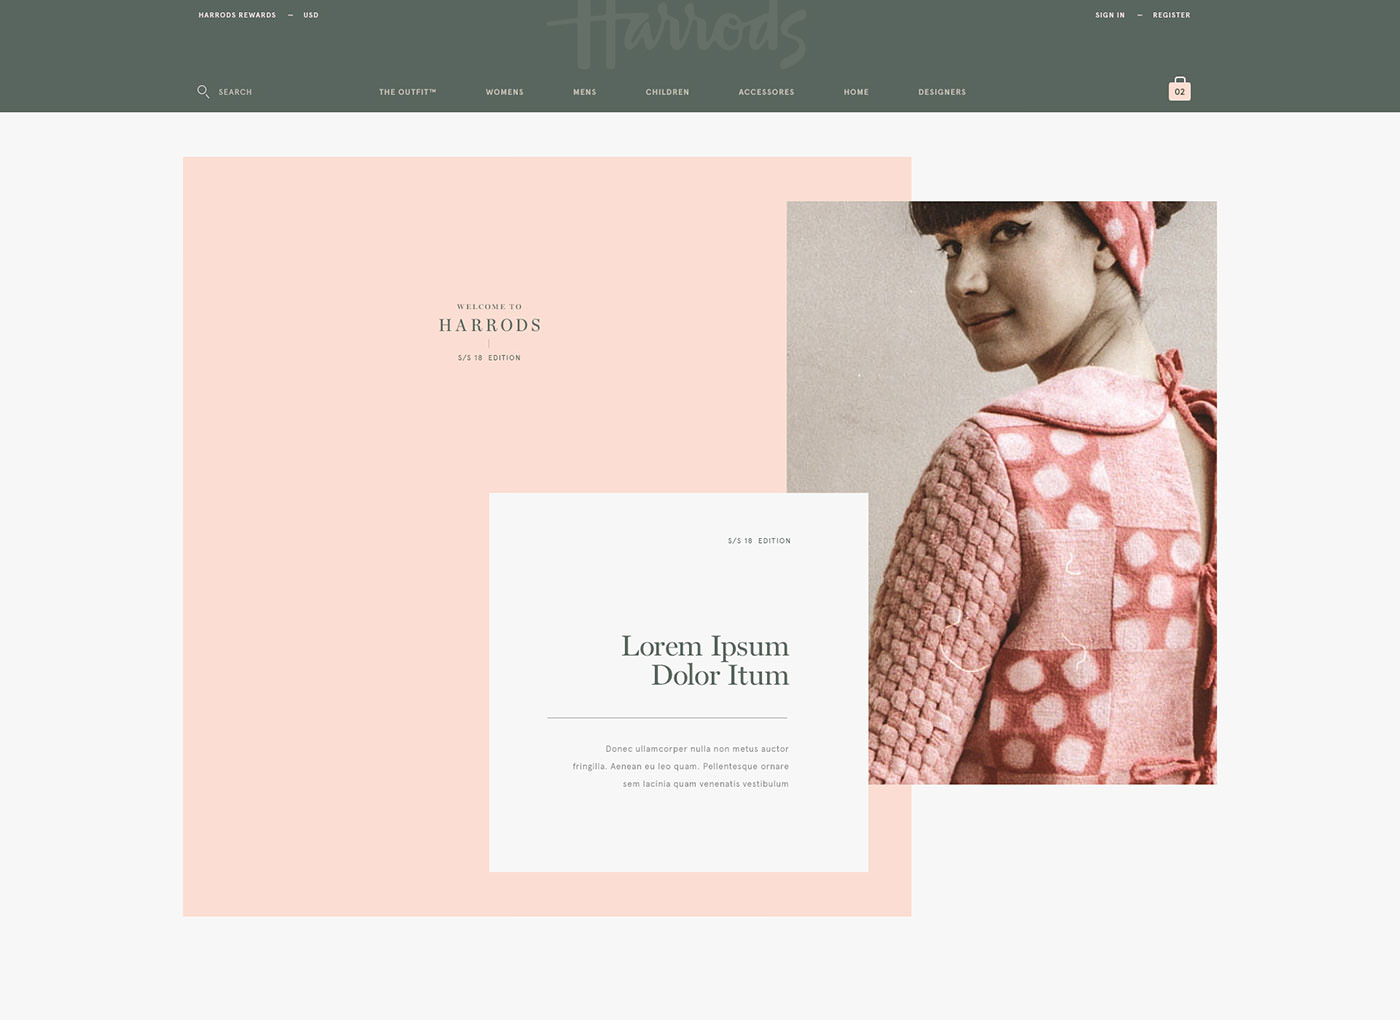 HARRODS REWARDS — USD
Harrods
SIGN IN — REGISTER
SEARCH
THE OUTFIT™ WOMENS MENS CHILDREN ACCESSORES HOME DESIGNERS
02
WELCOME TO
HARRODS
S/S 18 EDITION
S/S 18 EDITION
Lorem Ipsum
Dolor Itum
Donec ullamcorper nulla non metus auctor
fringilla. Aenean eu leo quam. Pellentesque ornare
sem lacinia quam venenatis vestibulum